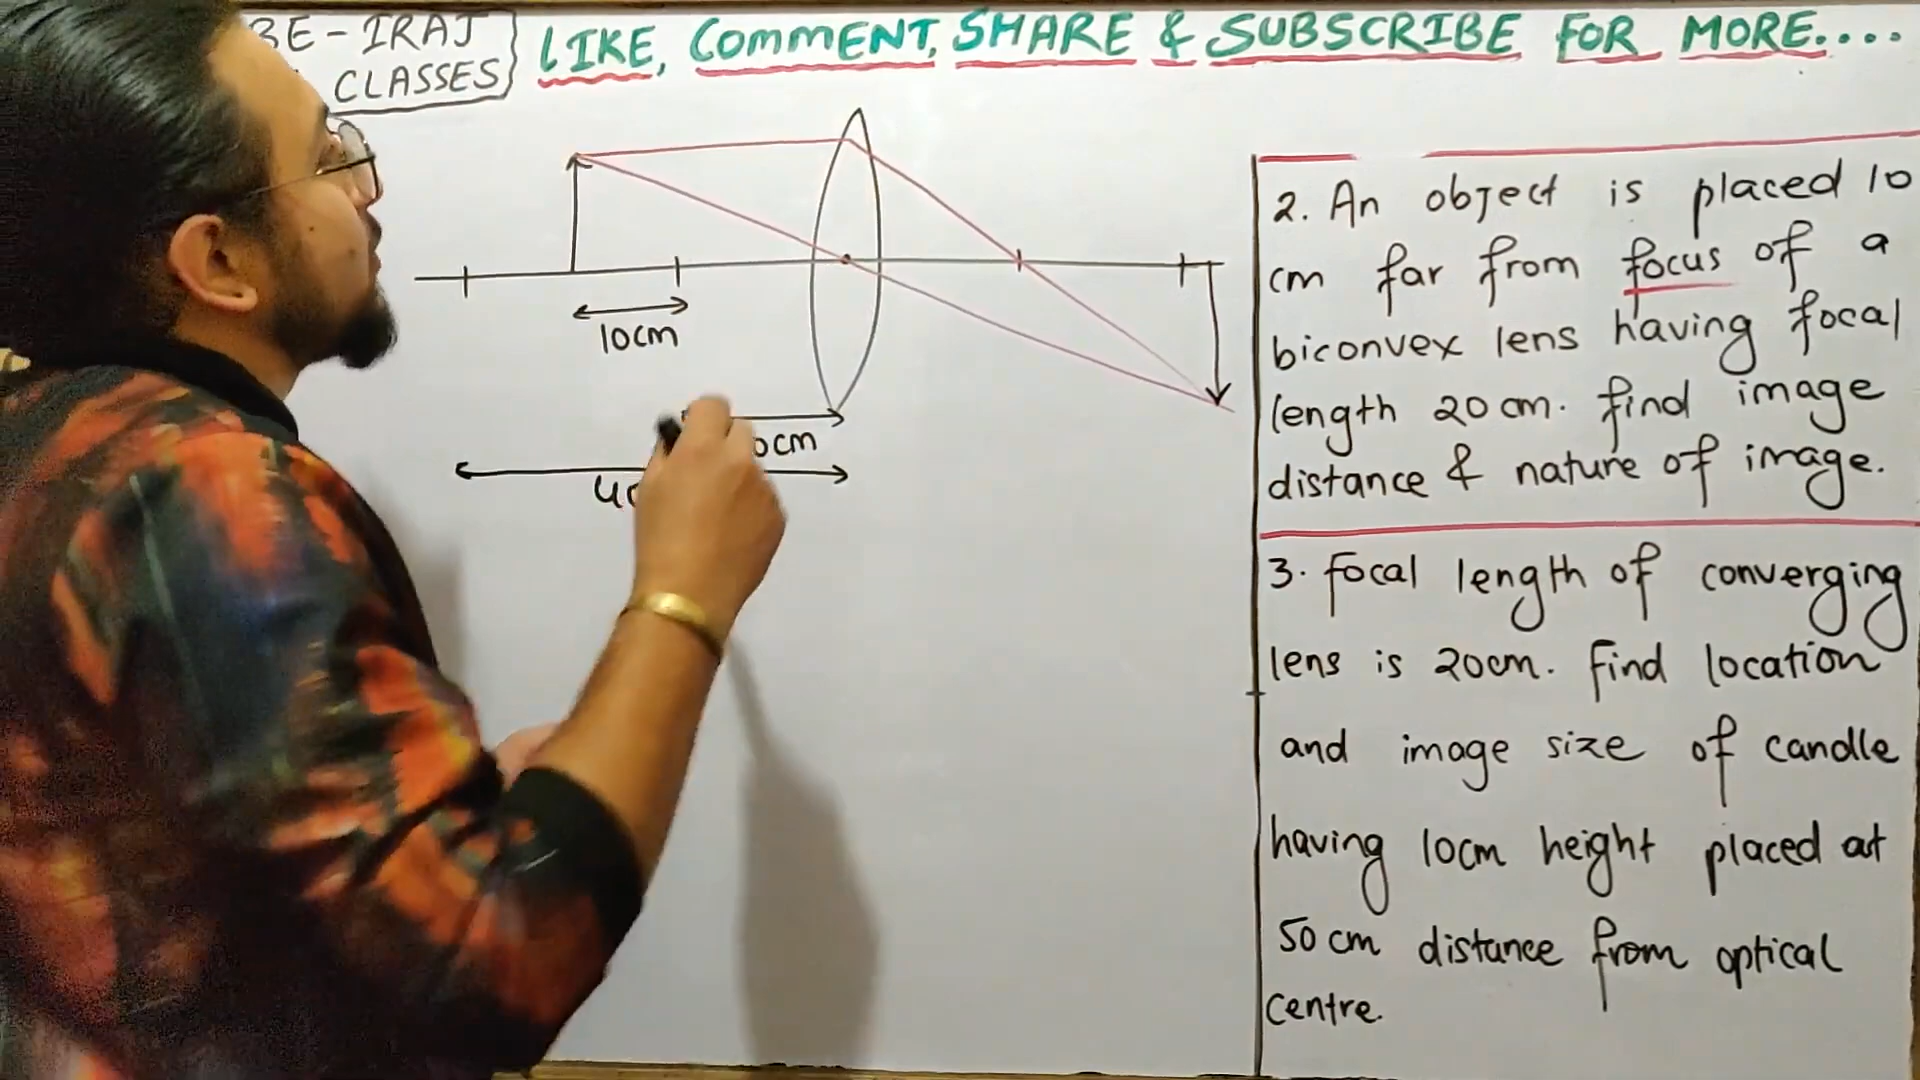 BE-IRAJ
CLASSES
LIKE, COMMENT, SHARE & SUBSCRIBE FOR MORE....
10cm
2. An object is placed 10
cm far from focus of a
biconvex lens having focal
length 20 cm. find image
distance & nature of image.
3. Focal length of converging
lens is 20cm. Find location
and image size of candle
having 10cm height placed at
50 cm distance from optical
centre.